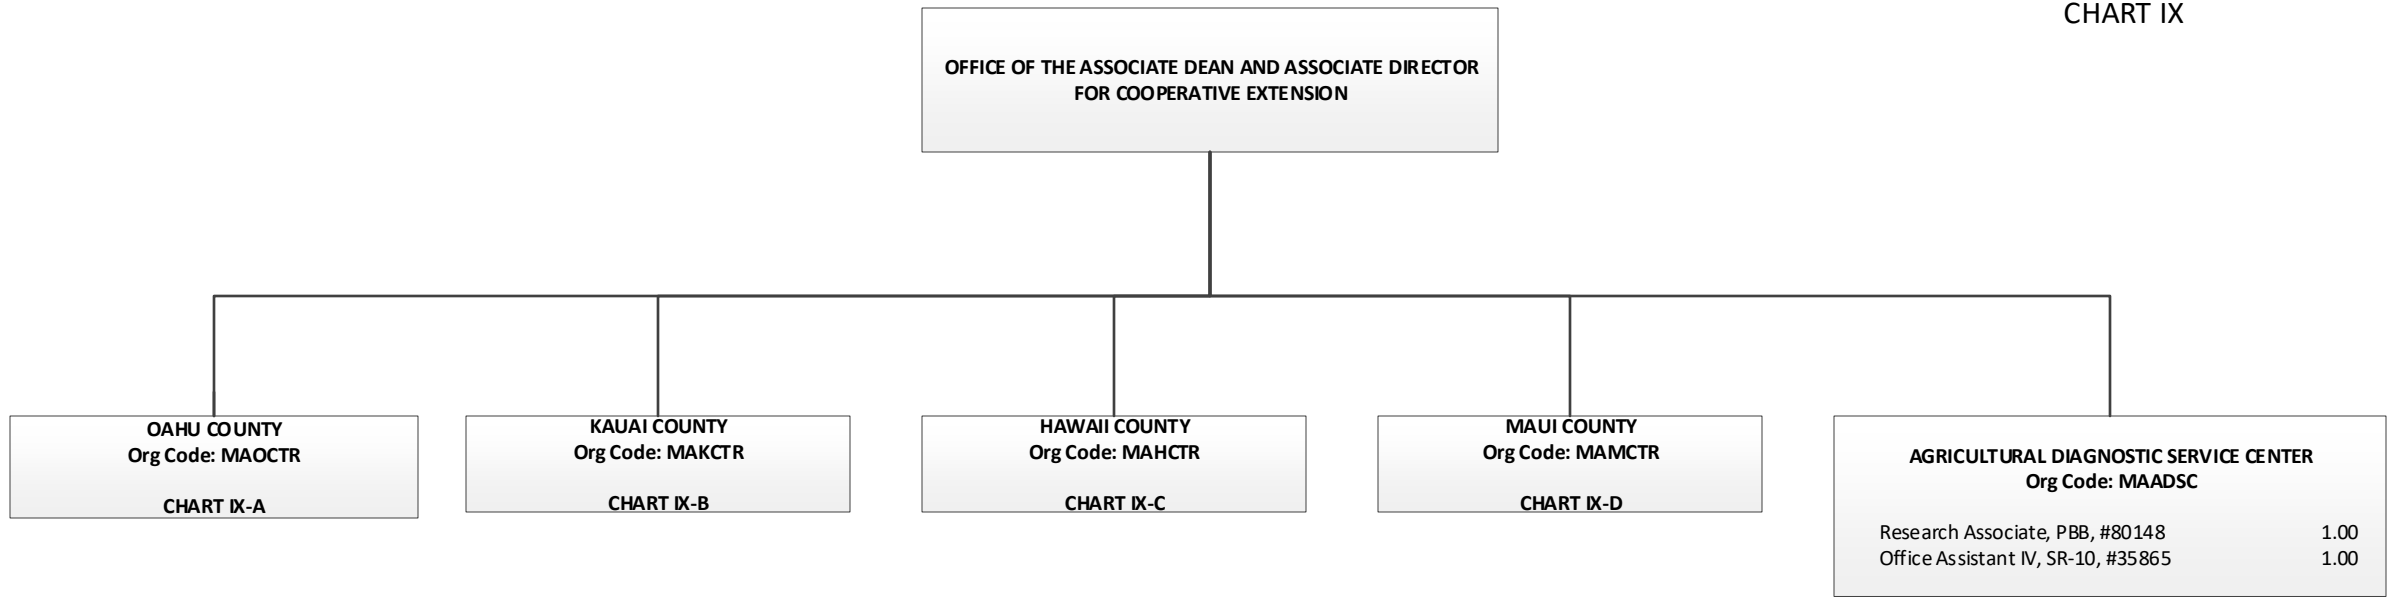 CHART IX
OFFICE OF THE ASSOCIATE DEAN AND ASSOCIATE DIRECTOR
FOR COOPERATIVE EXTENSION
OAHU COUNTY
Org Code: MAOCTR
CHART IX-A
KAUAI COUNTY
Org Code: MAKCTR
CHART IX-B
HAWAII COUNTY
Org Code: MAHCTR
CHART IX-C
MAUI COUNTY
Org Code: MAMCTR
CHART IX-D
AGRICULTURAL DIAGNOSTIC SERVICE CENTER
Org Code: MAADSC
Research Associate, PBB, #80148 1.00
Office Assistant IV, SR-10, #35865 1.00